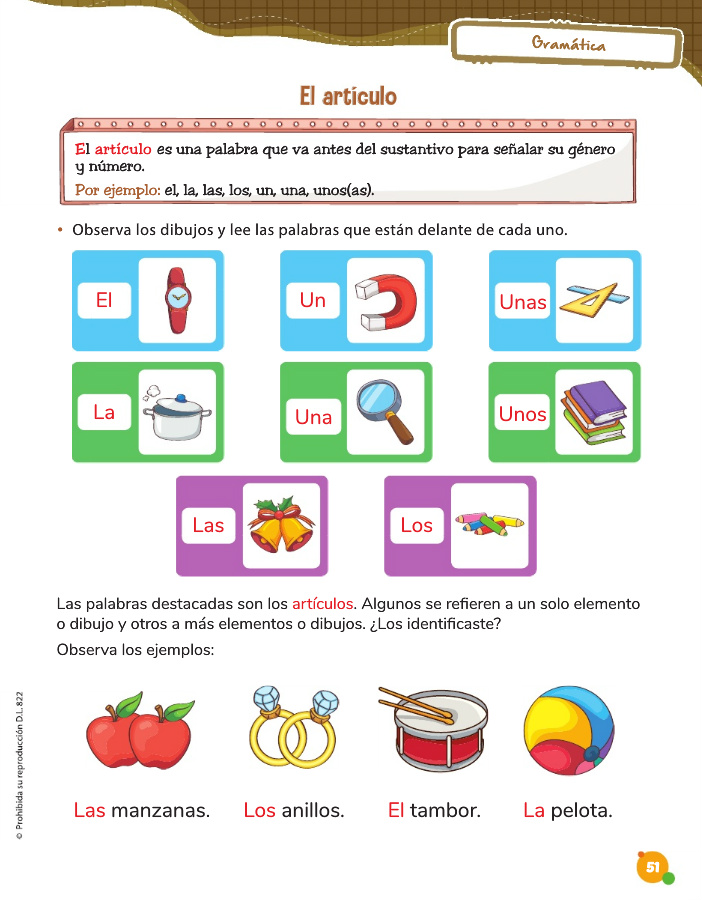 Gramática
El artículo
El artículo es una palabra que va antes del sustantivo para señalar su género
y número.
Por ejemplo: el, la, las, los, un, una, unos(as).
• Observa los dibujos y lee las palabras que están delante de cada uno.
El
Un
Unas
La
Una
Unos
Las
Los
Las palabras destacadas son los artículos. Algunos se refieren a un solo elemento
o dibujo y otros a más elementos o dibujos. ¿Los identificaste?
Observa los ejemplos:
Las manzanas.
Los anillos.
El tambor.
La pelota.
© Prohibida su reproducción D.L. 822
51